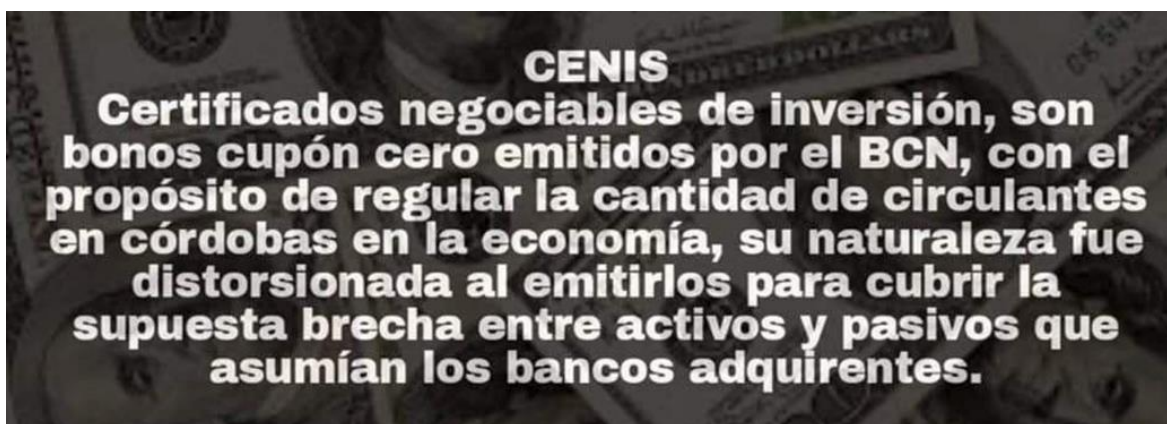 CENIS
Certificados negociables de inversión, son
bonos cupón cero emitidos por el BCN, con el
propósito de regular la cantidad de circulantes
en córdobas en la economía, su naturaleza fue
distorsionada al emitirlos para cubrir la
supuesta brecha entre activos y pasivos que
asumían los bancos adquirentes.